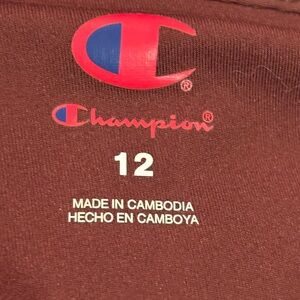 ®
Champion®
12
MADE IN CAMBODIA
HECHO EN CAMBOYA